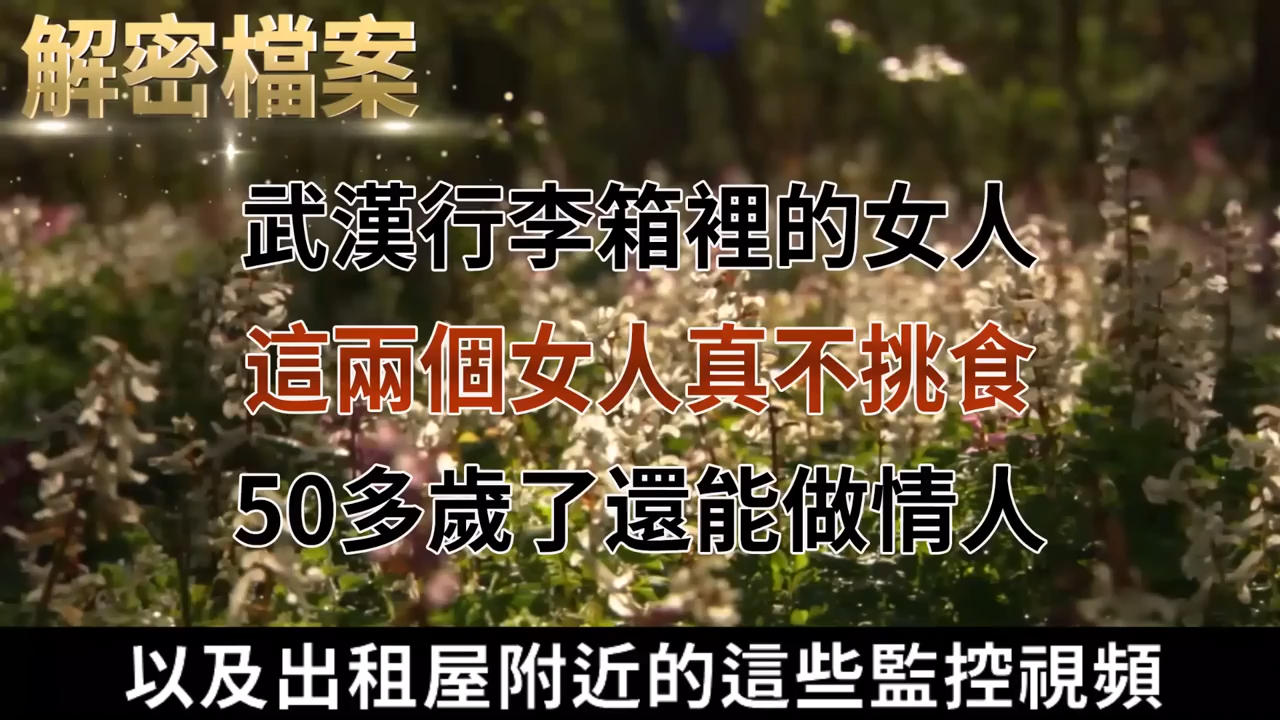 解密檔案
武漢行李箱裡的女人
這兩個女人真不挑食
50多歲了還能做情人
以及出租屋附近的這些監控視頻